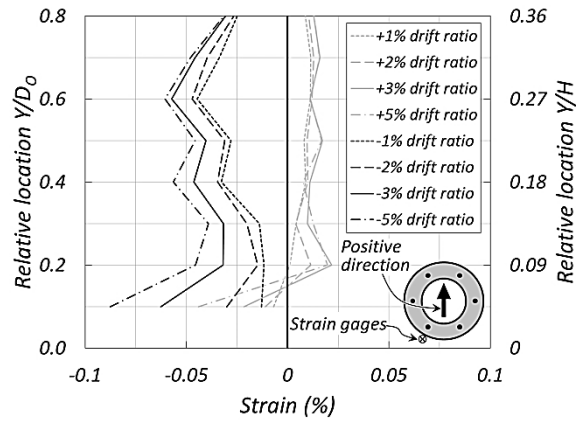 Relative location Y/D_O
0.8
0.6
0.4
0.2
0.0
-0.1
-0.05
0
0.05
0.1
Strain (%)
+1% drift ratio
+2% drift ratio
+3% drift ratio
+5% drift ratio
-1% drift ratio
-2% drift ratio
-3% drift ratio
-5% drift ratio
Positive
direction
Strain gages
0.36
0.27
0.18
0.09
0
Relative location Y/H